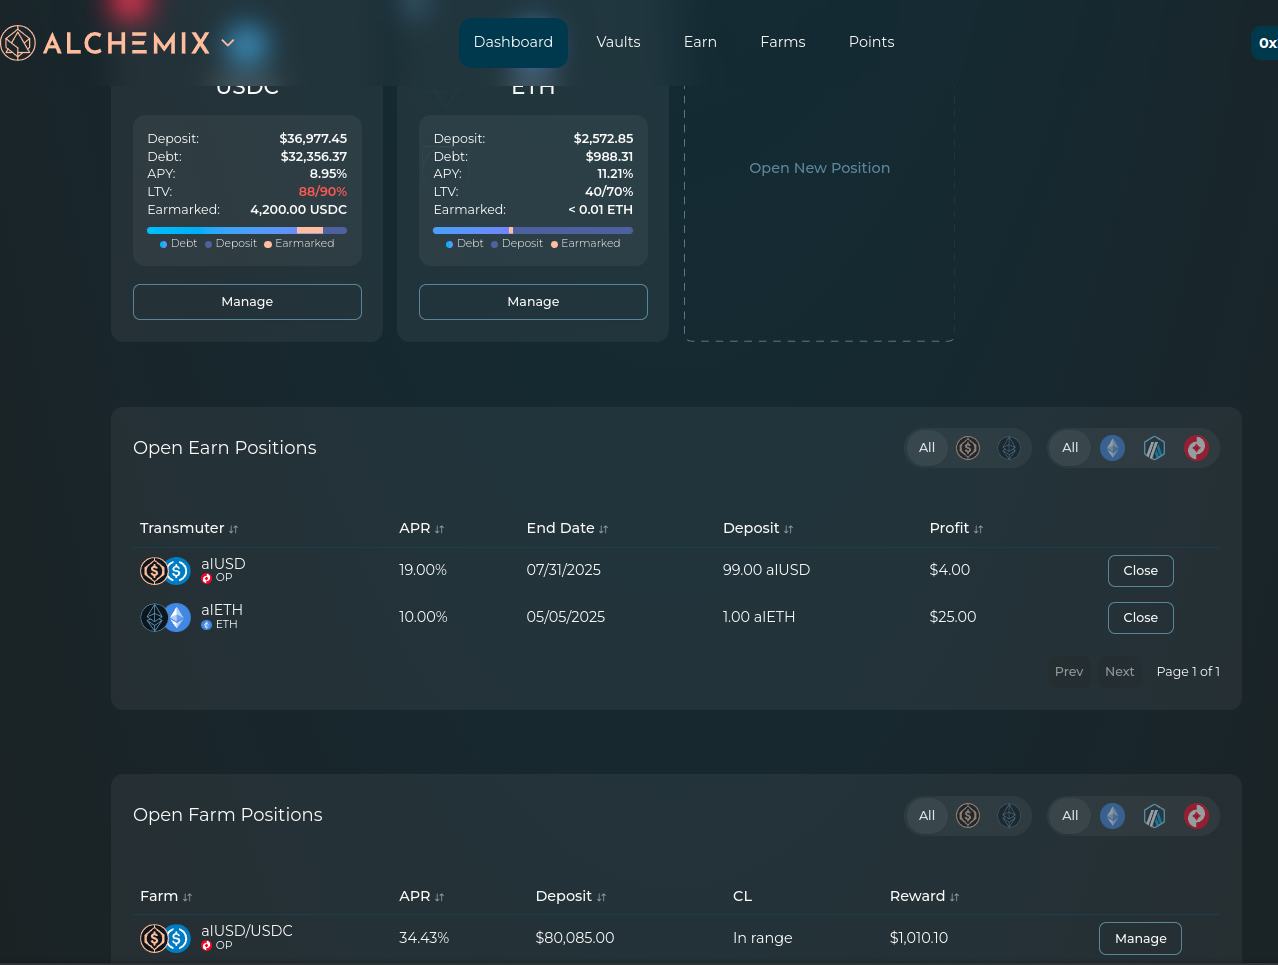 ALCHEMIX
Dashboard Vaults Earn Farms Points
0x
USDC
Deposit: $36,977.45
Debt: $32,356.37
APY: 8.95%
LTV: 88/90%
Earmarked: 4,200.00 USDC
Debt Deposit Earmarked
Manage
ETH
Deposit: $2,572.85
Debt: $988.31
APY: 11.21%
LTV: 40/70%
Earmarked: < 0.01 ETH
Debt Deposit Earmarked
Manage
Open New Position
Open Earn Positions
All All
Transmuter APR End Date Deposit Profit
alUSD 19.00% 07/31/2025 99.00 alUSD $4.00 Close
OP
alETH 10.00% 05/05/2025 1.00 alETH $25.00 Close
ETH
Prev Next Page 1 of 1
Open Farm Positions
All All
Farm APR Deposit CL Reward
alUSD/USDC 34.43% $80,085.00 In range $1,010.10 Manage
OP